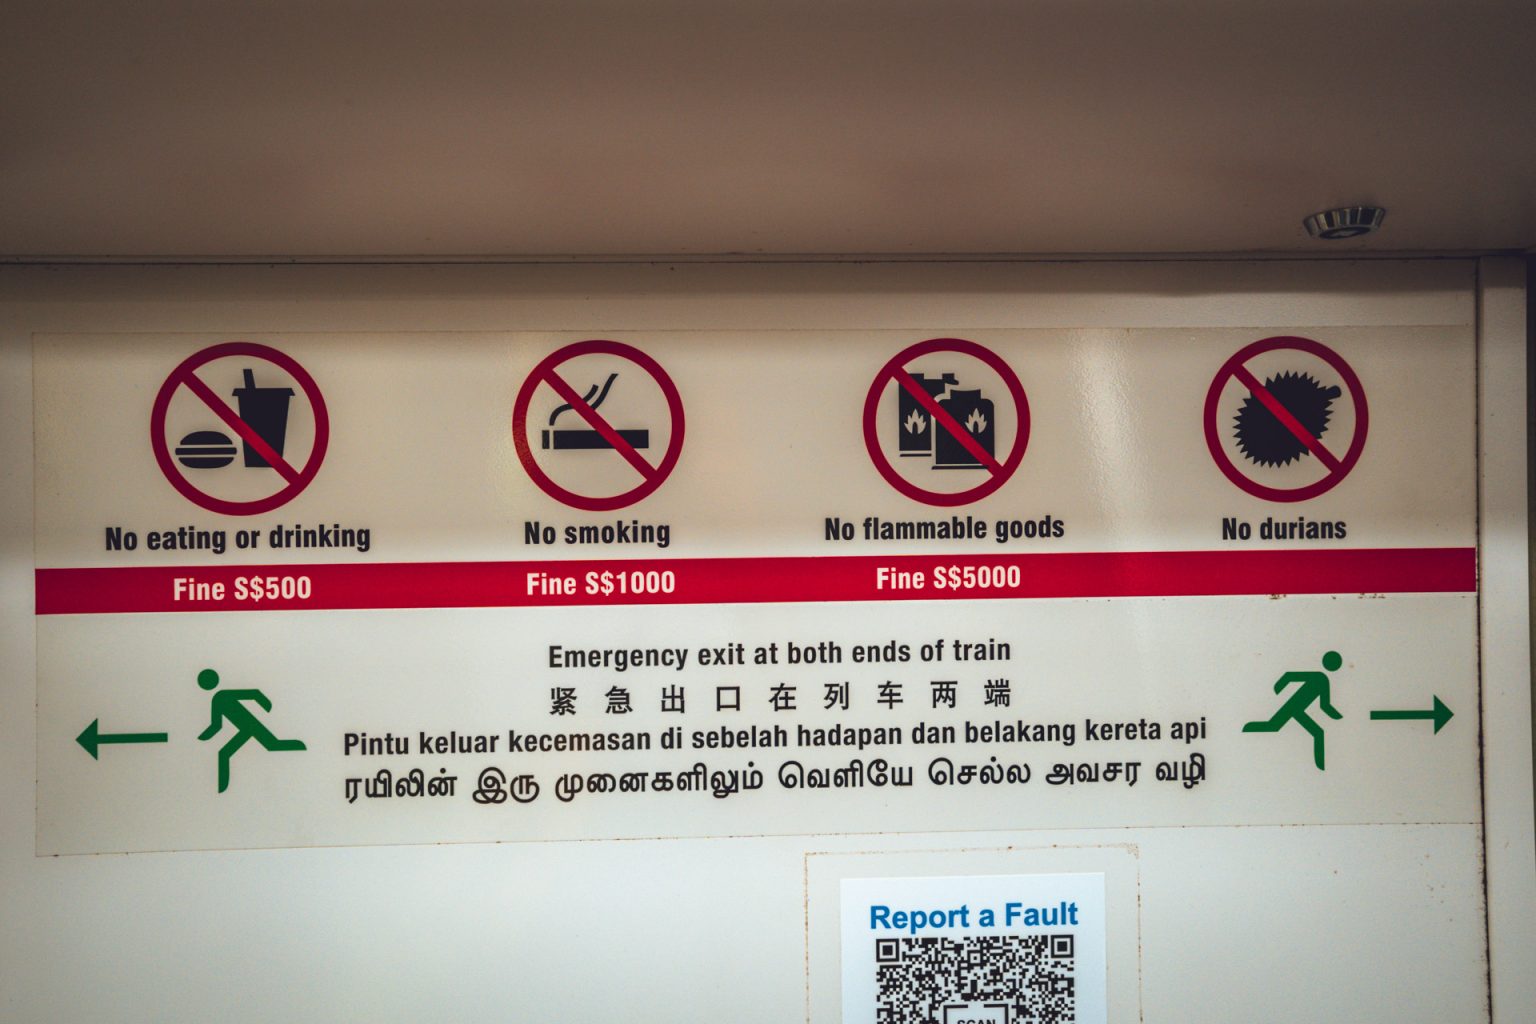 No eating or drinking
No smoking
No flammable goods
No durians
Fine S$500
Fine S$1000
Fine S$5000
Emergency exit at both ends of train
紧急出口在列车两端
Pintu keluar kecemasan di sebelah hadapan dan belakang kereta api
ரயிலின் இரு முனைகளிலும் வெளியே செல்ல அவசர வழி
Report a Fault
SCAN